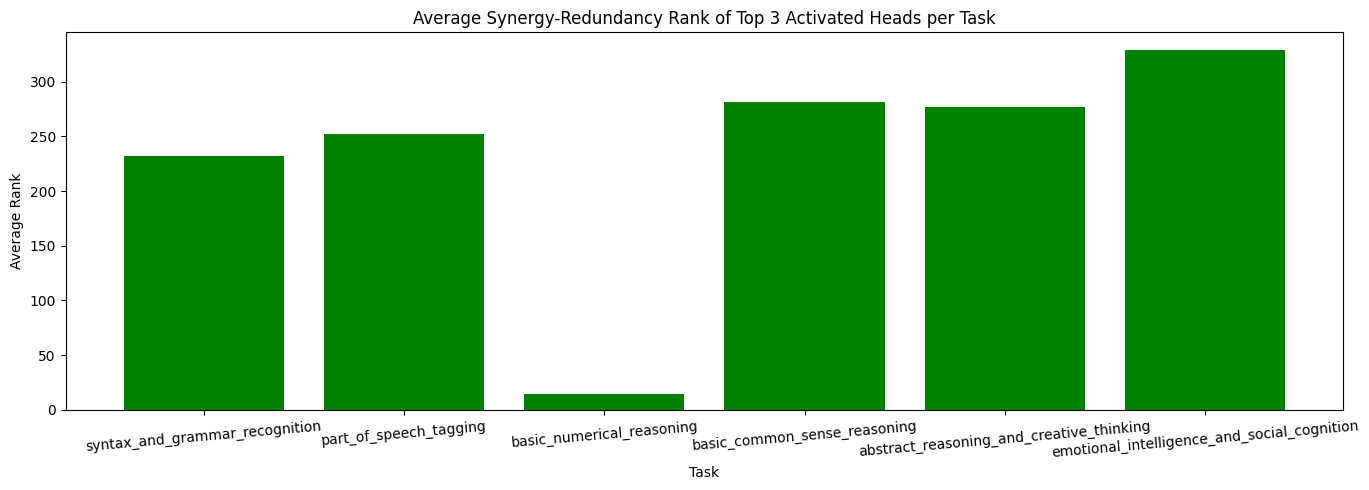 Average Synergy-Redundancy Rank of Top 3 Activated Heads per Task
Average Rank
300
250
200
150
100
50
0
syntax_and_grammar_recognition
part_of_speech_tagging
basic_numerical_reasoning
basic_common_sense_reasoning
abstract_reasoning_and_creative_thinking
emotional_intelligence_and_social_cognition
Task